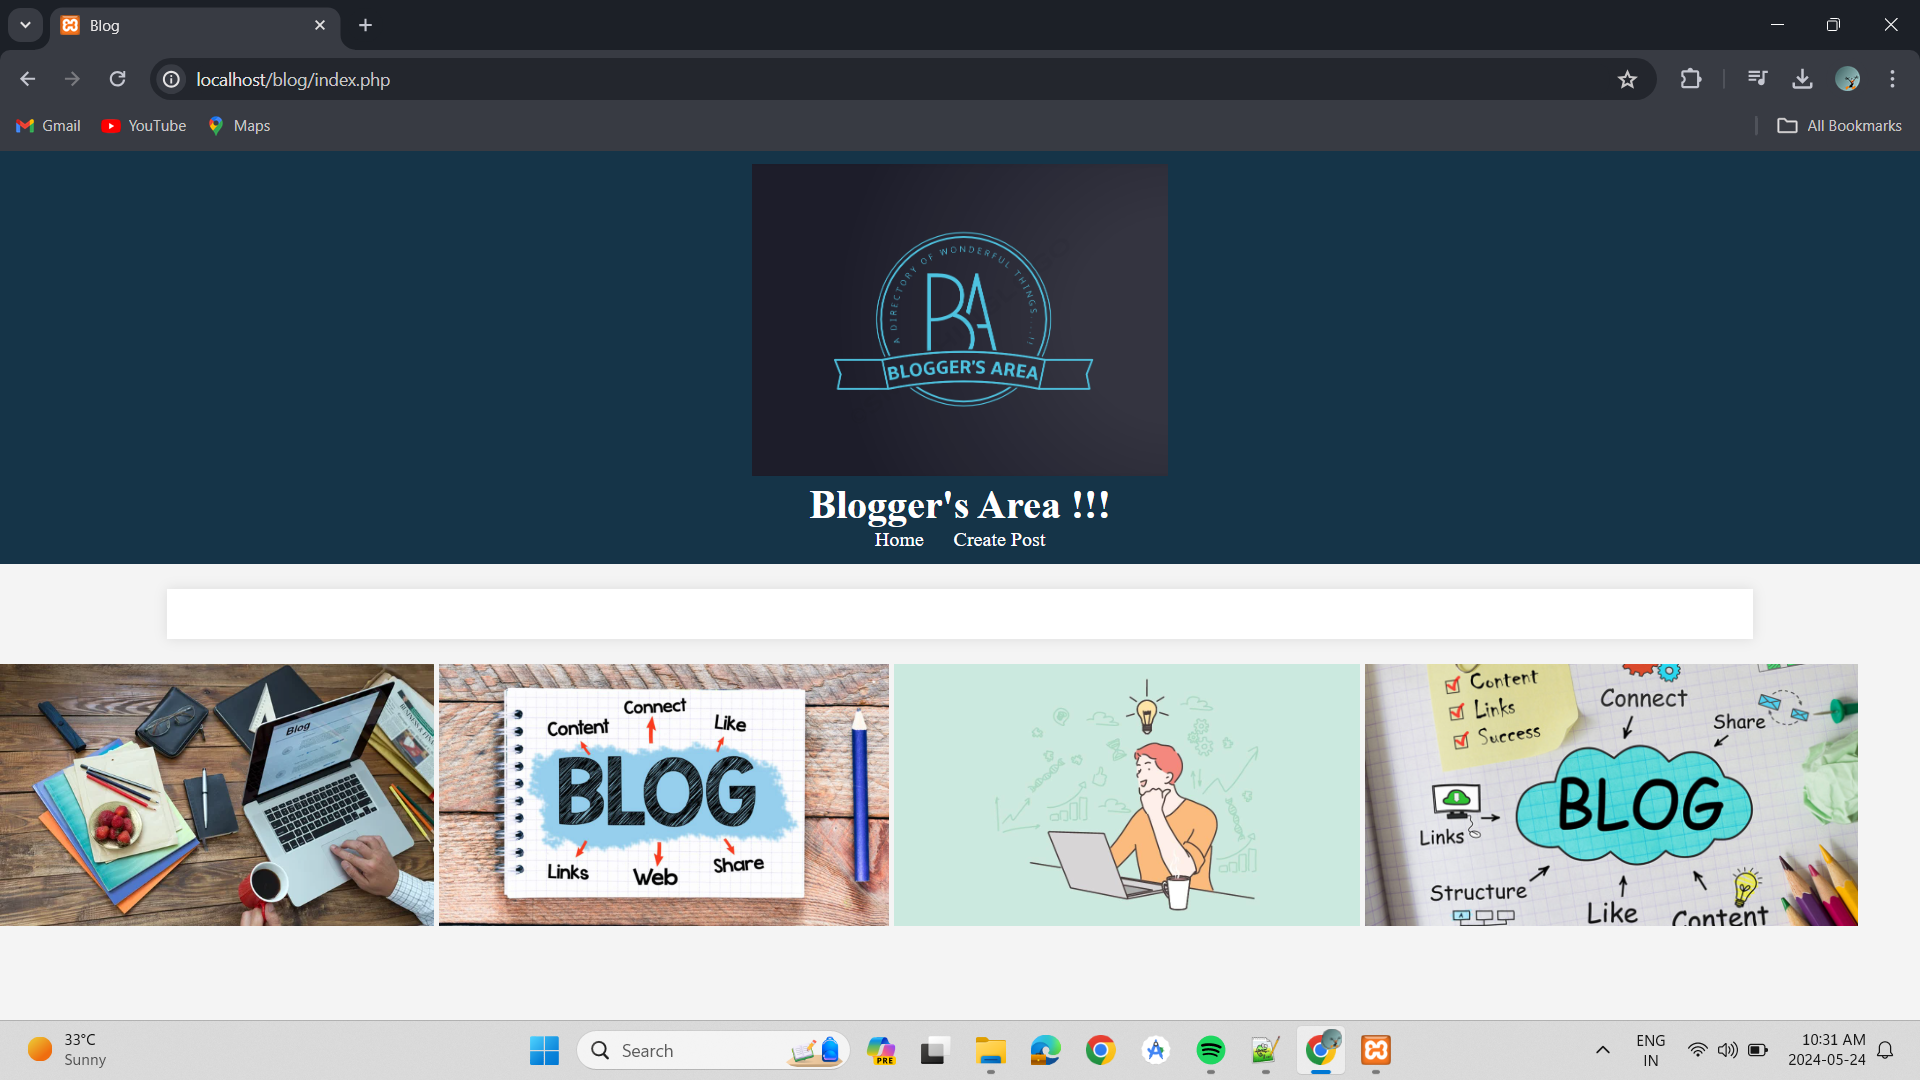 Blog
localhost/blog/index.php
Gmail
YouTube
Maps
All Bookmarks
A DIRECTORY OF WONDERFUL THINGS...!!
BA
BLOGGER'S AREA
Blogger's Area !!!
Home Create Post
Blog
Connect
Content
Like
BLOG
Links
Web
Share
Content
Links
Success
Connect
Share
Links
BLOG
Structure
Like
Content
33°C
Sunny
Search
PRE
ENG
IN
10:31 AM
2024-05-24